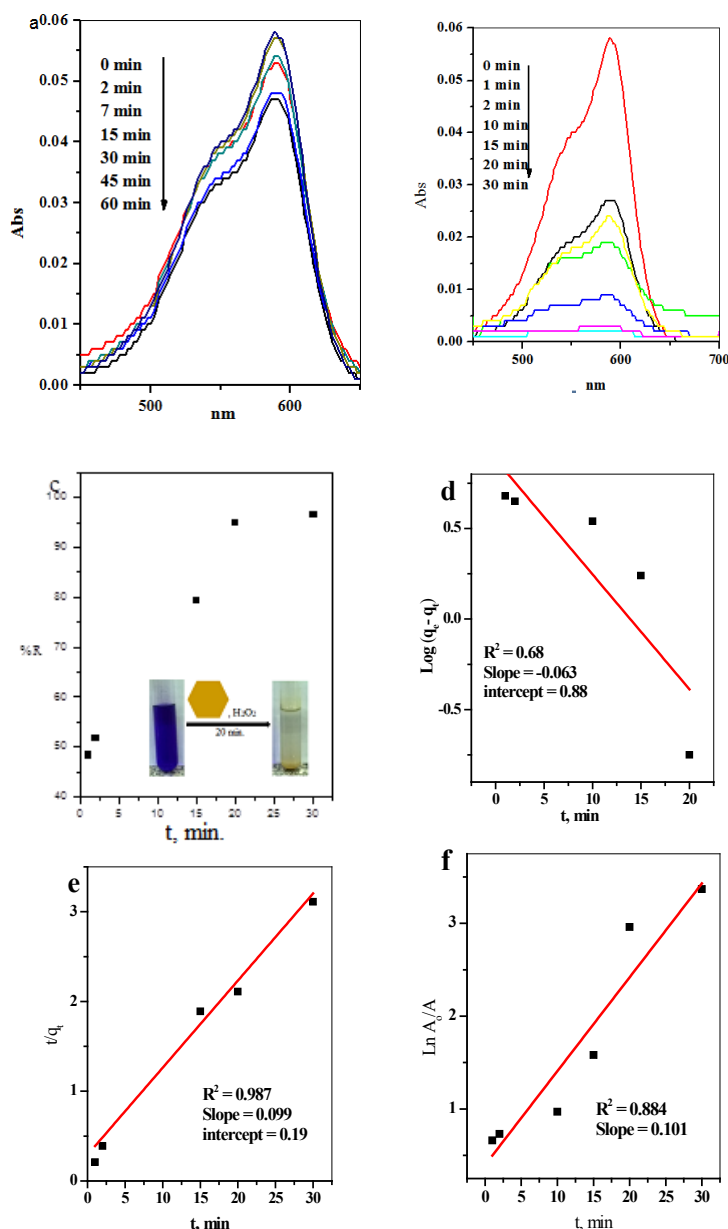 a
0.06
0.05
0.04
0.03
0.02
0.01
0.00
Abs
0 min
2 min
7 min
15 min
30 min
45 min
60 min
500
600
nm
0.06
0.05
0.04
0.03
0.02
0.01
0.00
Abs
0 min
1 min
2 min
10 min
15 min
20 min
30 min
500
600
700
nm
C
100
90
80
70
60
50
40
%R
, H₂O₂
20 min.
0
5
10
15
20
25
30
t, min.
d
0.5
0.0
-0.5
Log (qe- qt)
R² = 0.68
Slope = -0.063
intercept = 0.88
0
5
10
15
20
t, min
e
3
2
1
0
t/qt
R² = 0.987
Slope = 0.099
intercept = 0.19
0
5
10
15
20
25
30
t, min
f
3
2
1
Ln Ao/A
R² = 0.884
Slope = 0.101
0
5
10
15
20
25
30
t, min